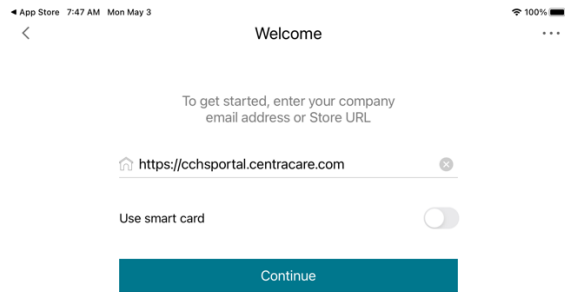 ◄ App Store 7:47 AM Mon May 3 100%
Welcome
To get started, enter your company
email address or Store URL
https://cchsportal.centracare.com
Use smart card
Continue